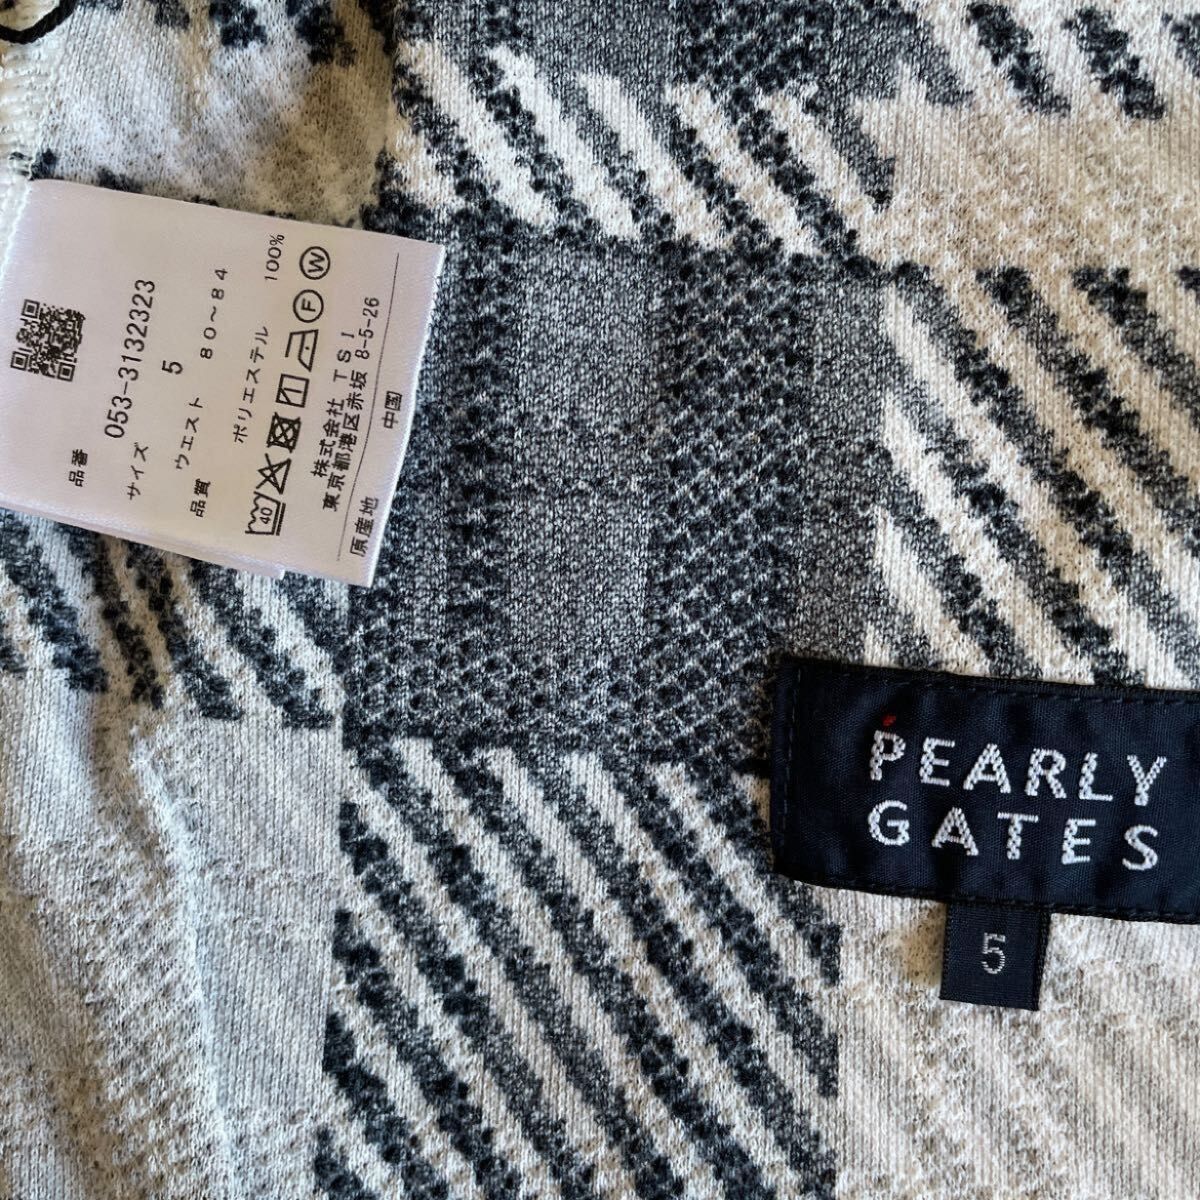 品番 053-3132323
サイズ 5
ウエスト 80～84
品質 ポリエステル 100%
40 F W
株式会社 TSI
東京都港区赤坂 8-5-26
原産地 中国
PEARLY
GATES
5